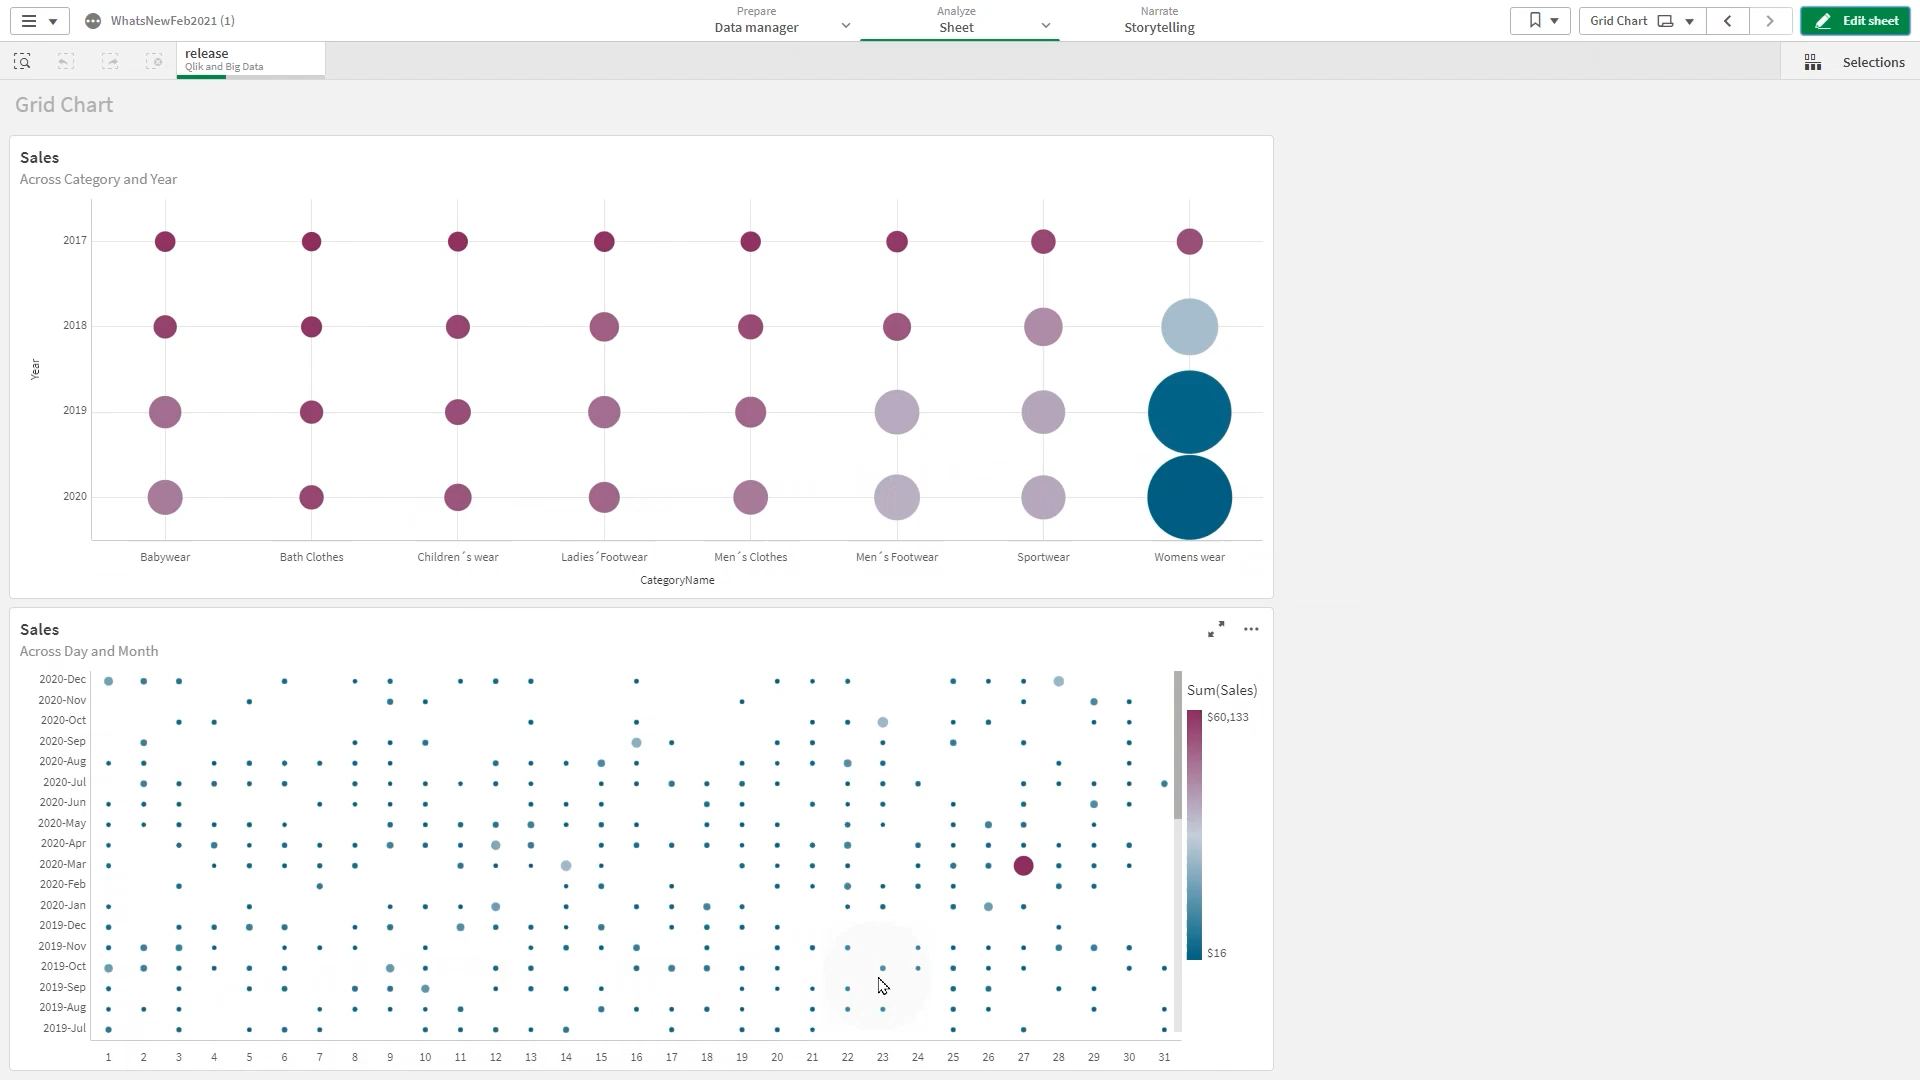 WhatsNewFeb2021 (1)
Prepare
Data manager
Analyze
Sheet
Narrate
Storytelling
Grid Chart
Edit sheet
release
Qlik and Big Data
Selections
Grid Chart
Sales
Across Category and Year
2017
2018
2019
2020
Year
Babywear Bath Clothes Children´s wear Ladies´Footwear Men´s Clothes Men´s Footwear Sportwear Womens wear
CategoryName
Sales
Across Day and Month
2020-Dec
2020-Nov
2020-Oct
2020-Sep
2020-Aug
2020-Jul
2020-Jun
2020-May
2020-Apr
2020-Mar
2020-Feb
2020-Jan
2019-Dec
2019-Nov
2019-Oct
2019-Sep
2019-Aug
2019-Jul
1 2 3 4 5 6 7 8 9 10 11 12 13 14 15 16 17 18 19 20 21 22 23 24 25 26 27 28 29 30 31
Sum(Sales)
$60,133
$16